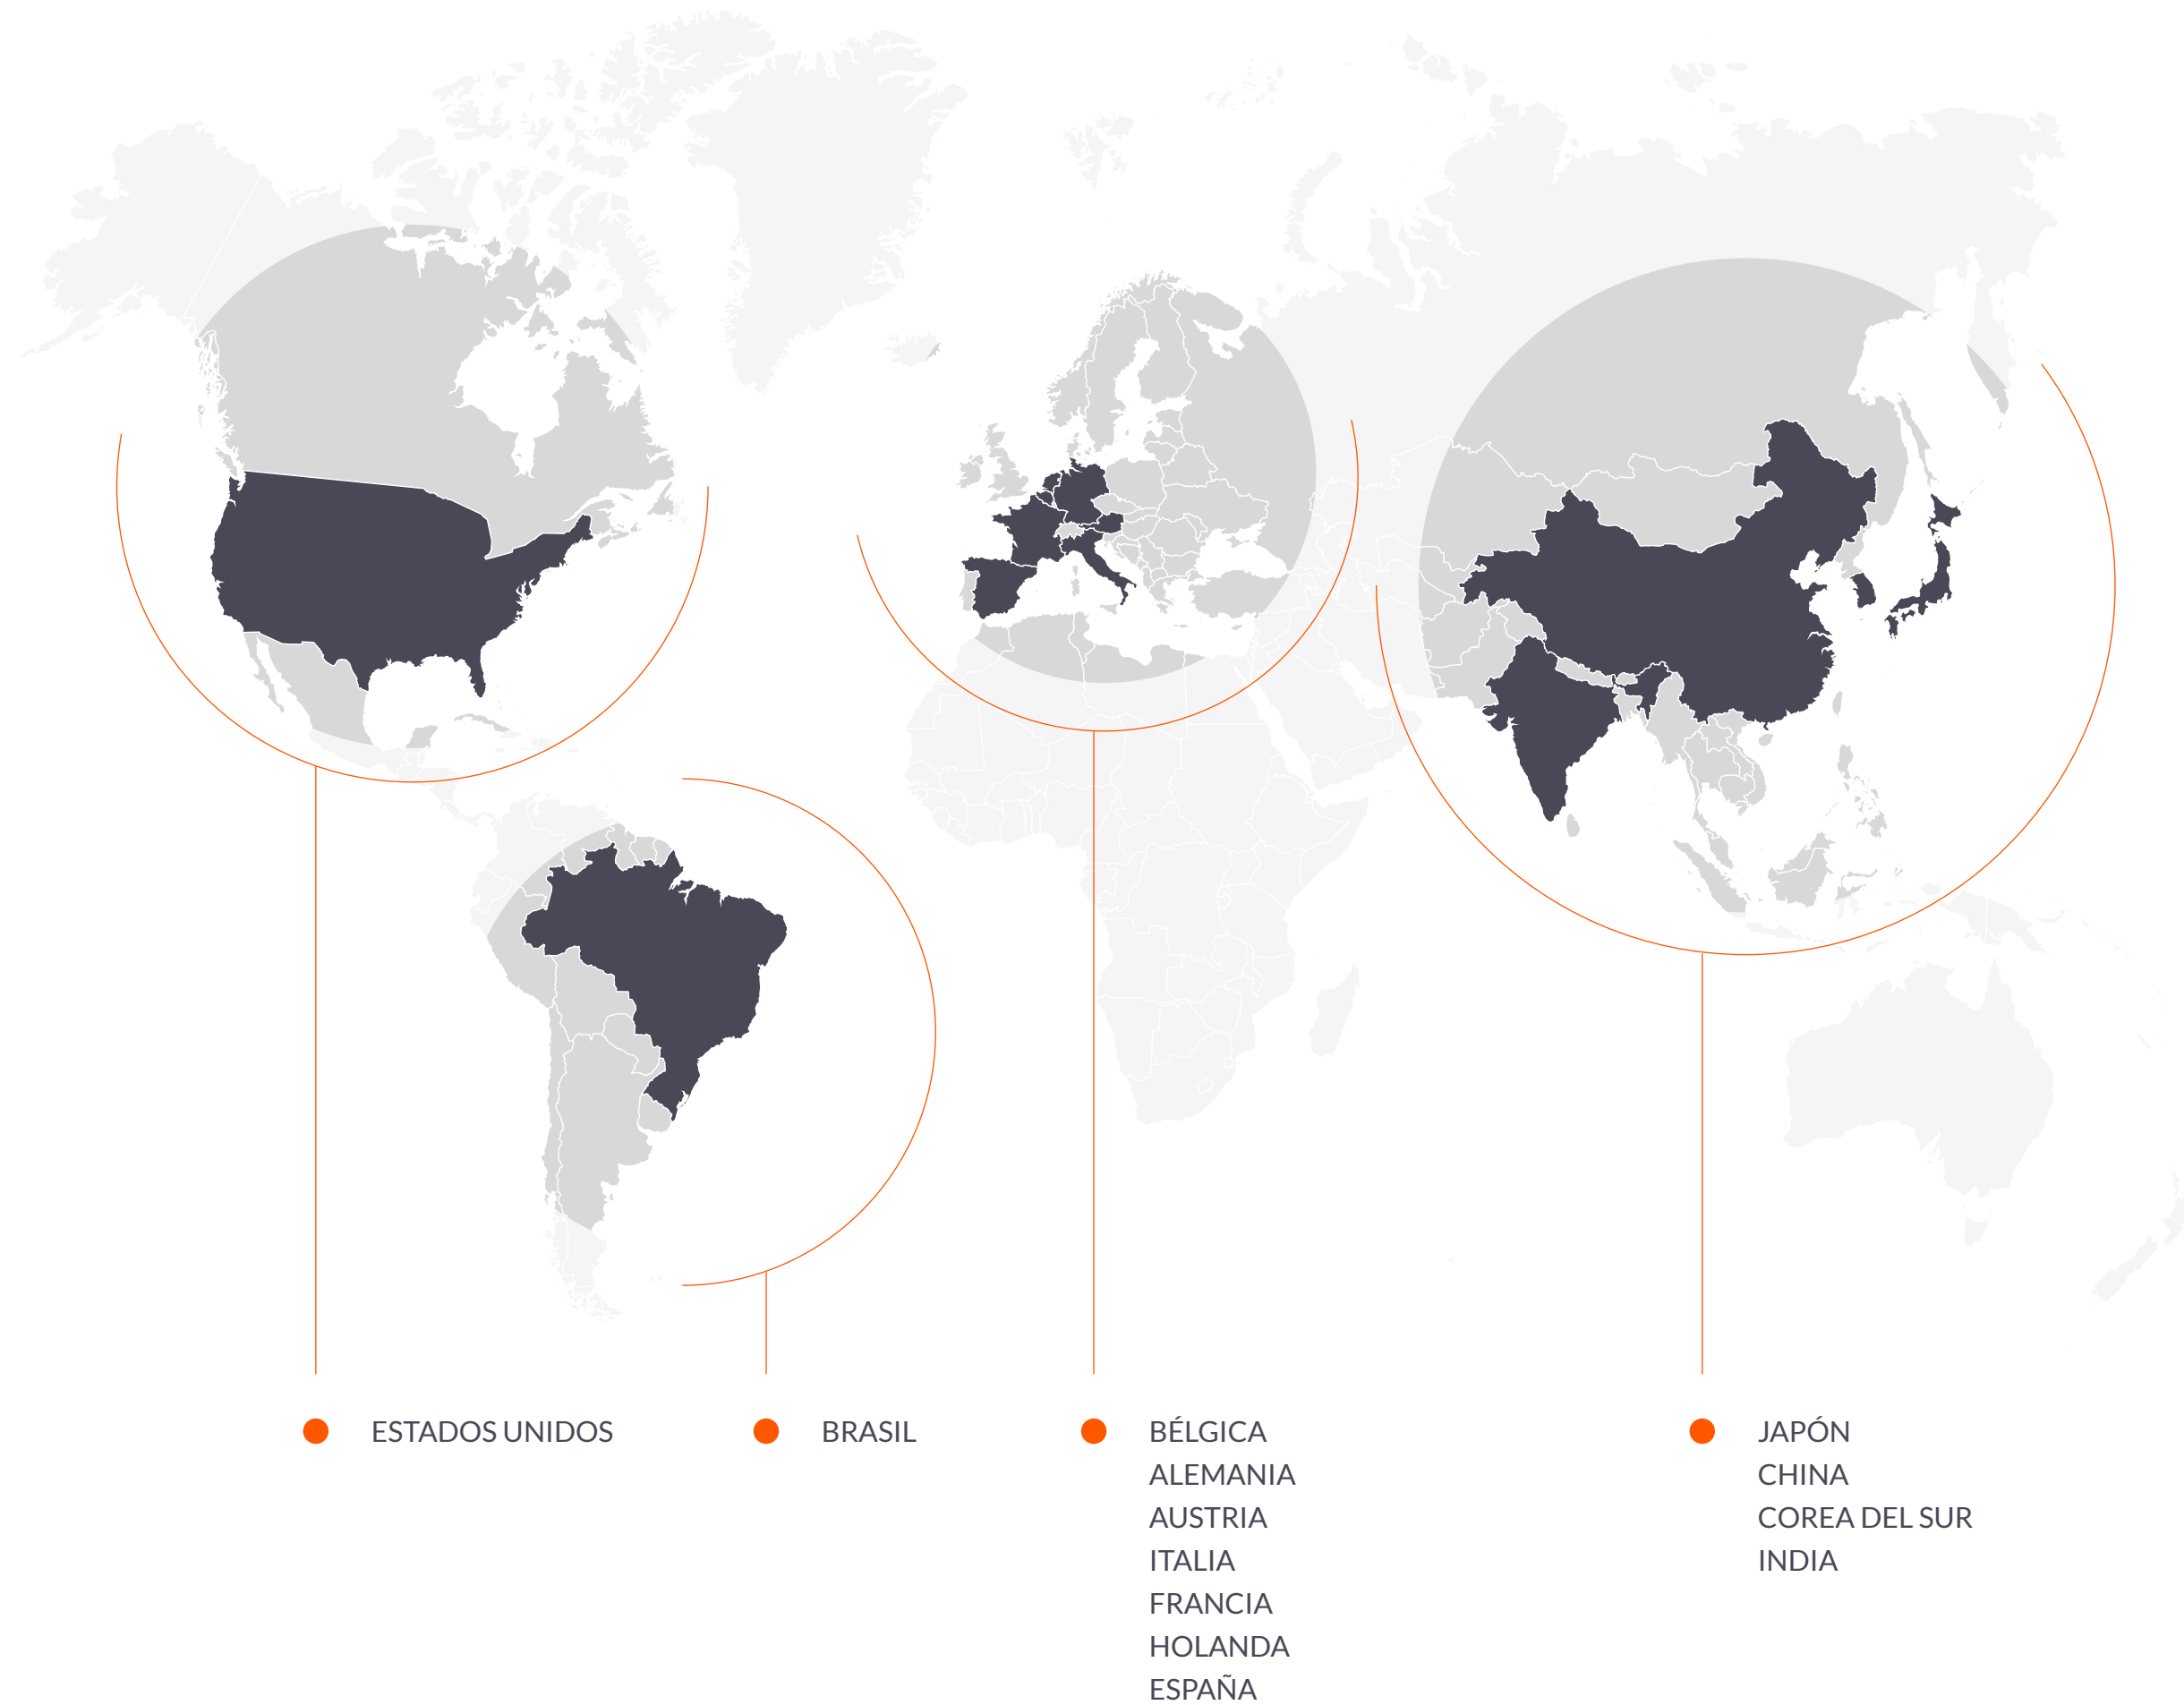 ESTADOS UNIDOS
BRASIL
BÉLGICA
ALEMANIA
AUSTRIA
ITALIA
FRANCIA
HOLANDA
ESPAÑA
JAPÓN
CHINA
COREA DEL SUR
INDIA